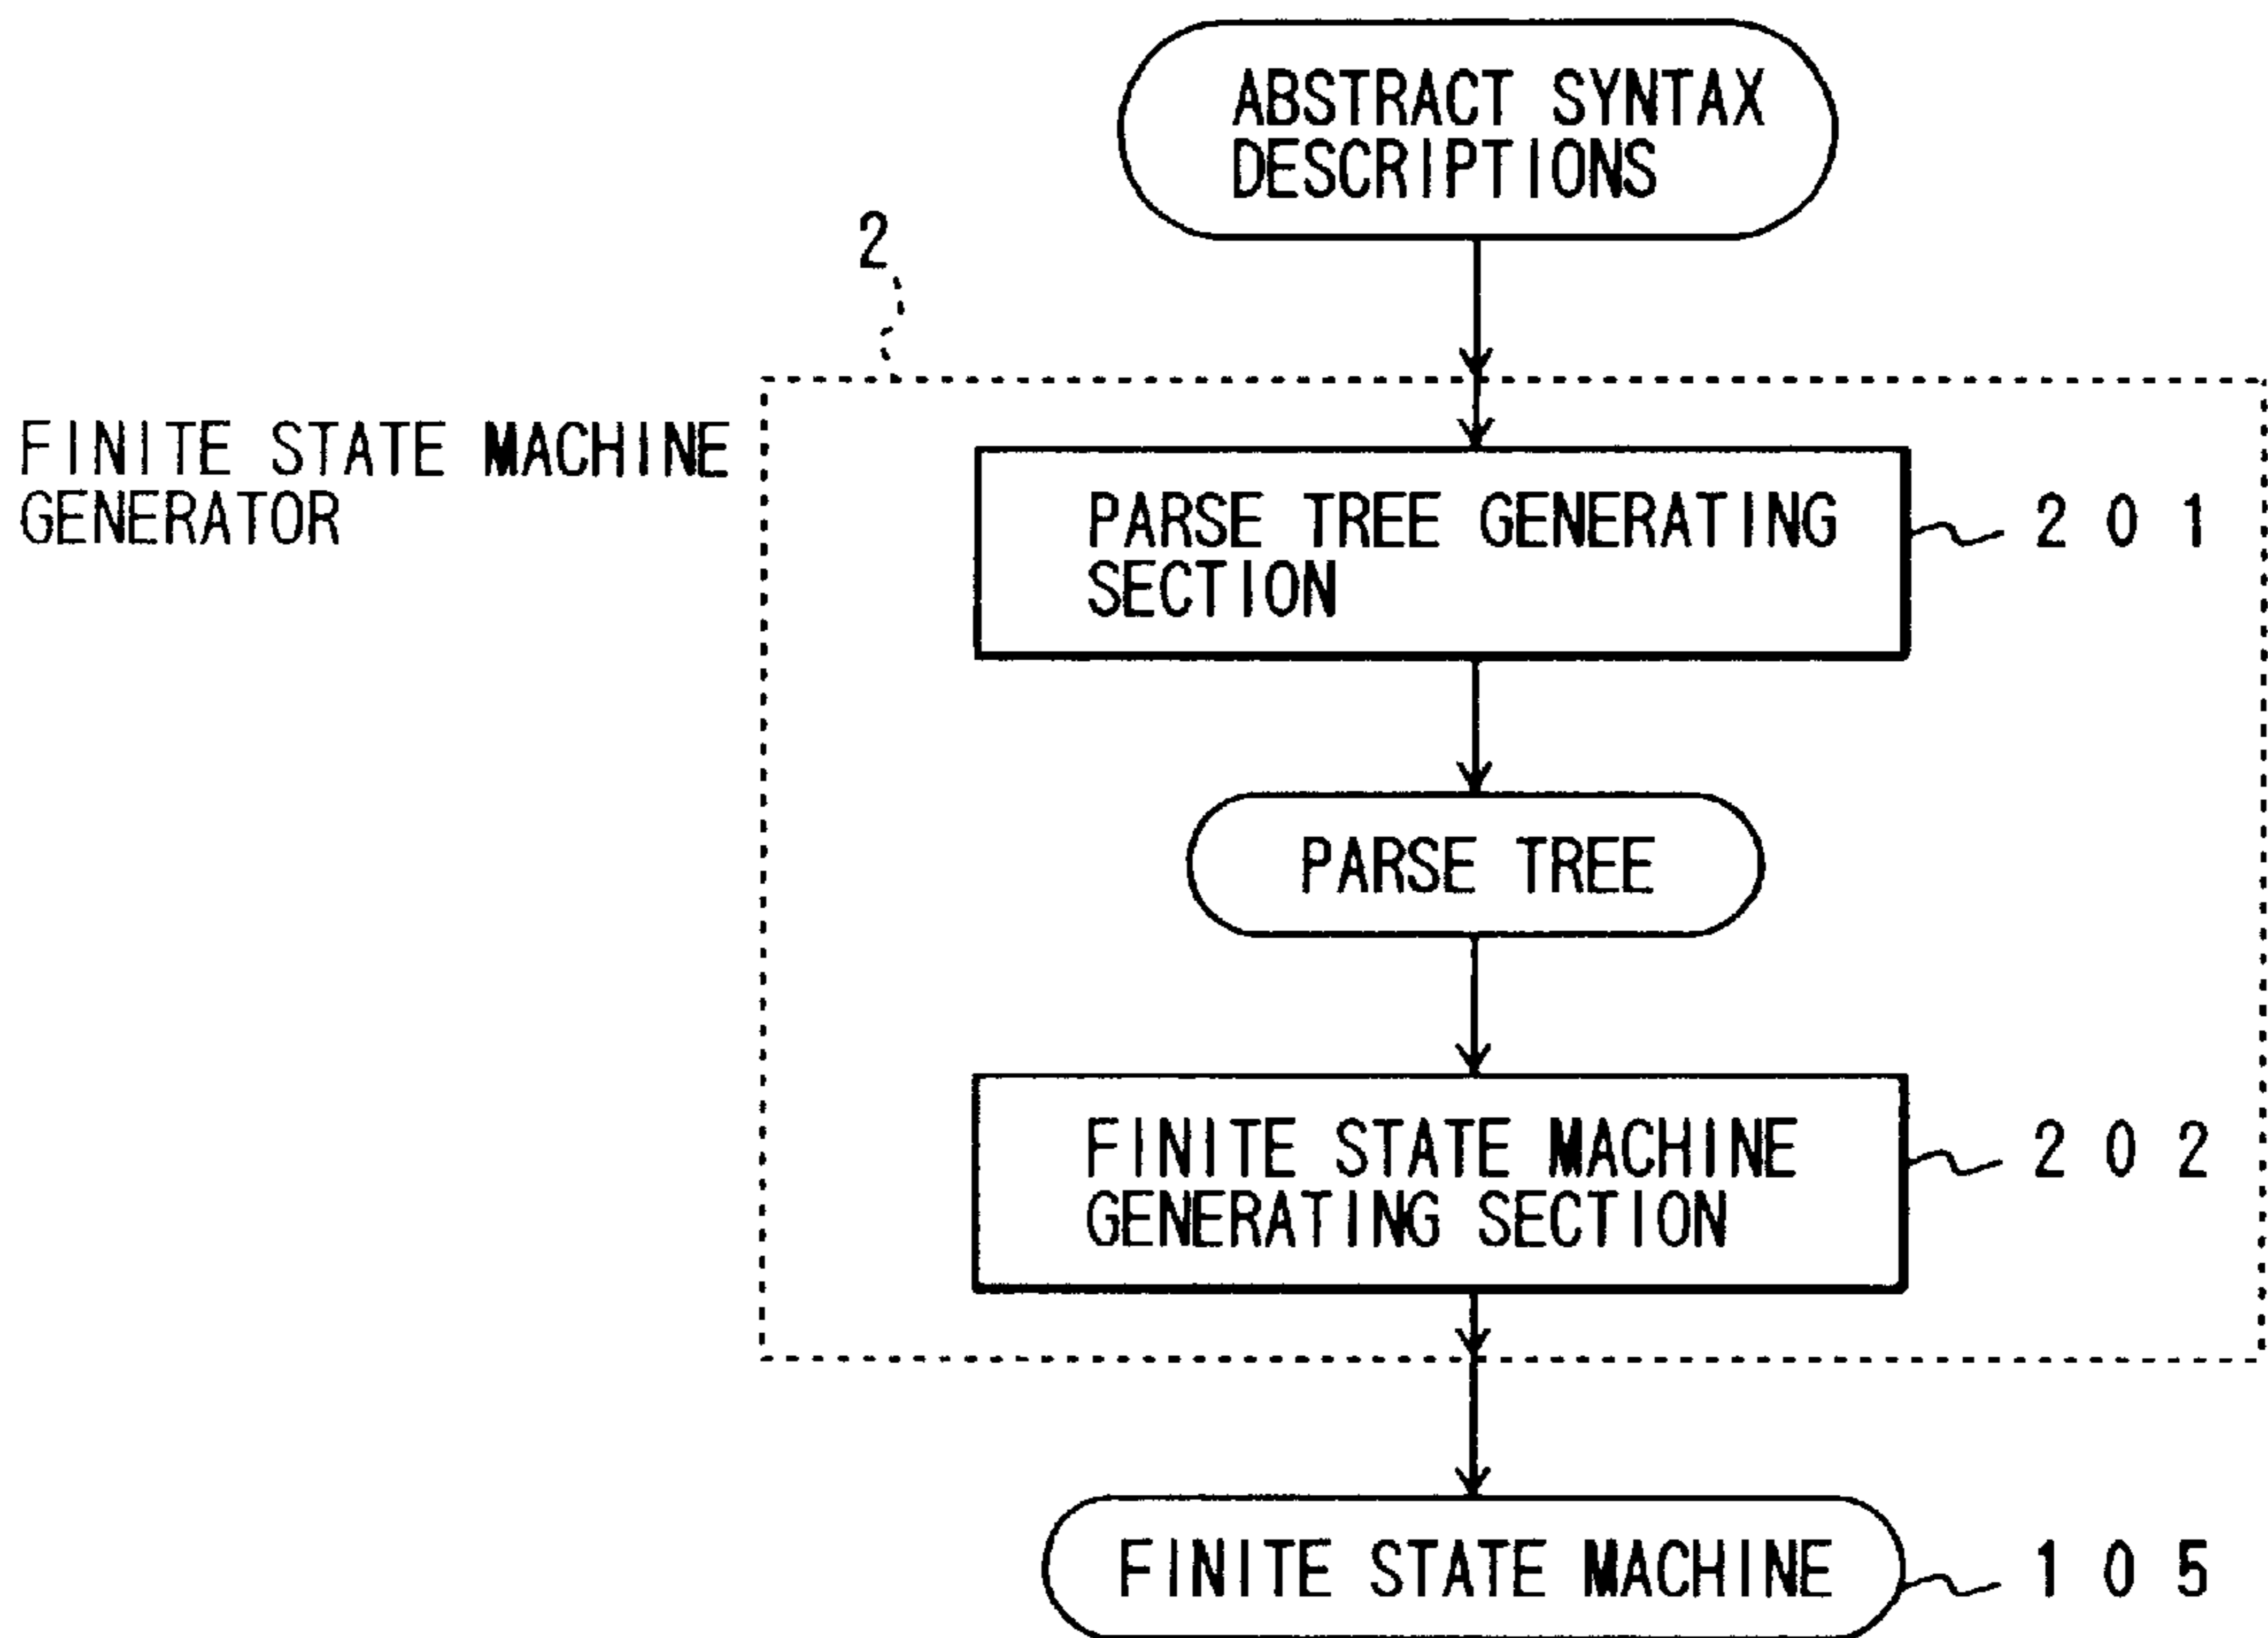 ABSTRACT SYNTAX
DESCRIPTIONS
2
FINITE STATE MACHINE
GENERATOR
PARSE TREE GENERATING
SECTION
201
PARSE TREE
FINITE STATE MACHINE
GENERATING SECTION
202
FINITE STATE MACHINE
105